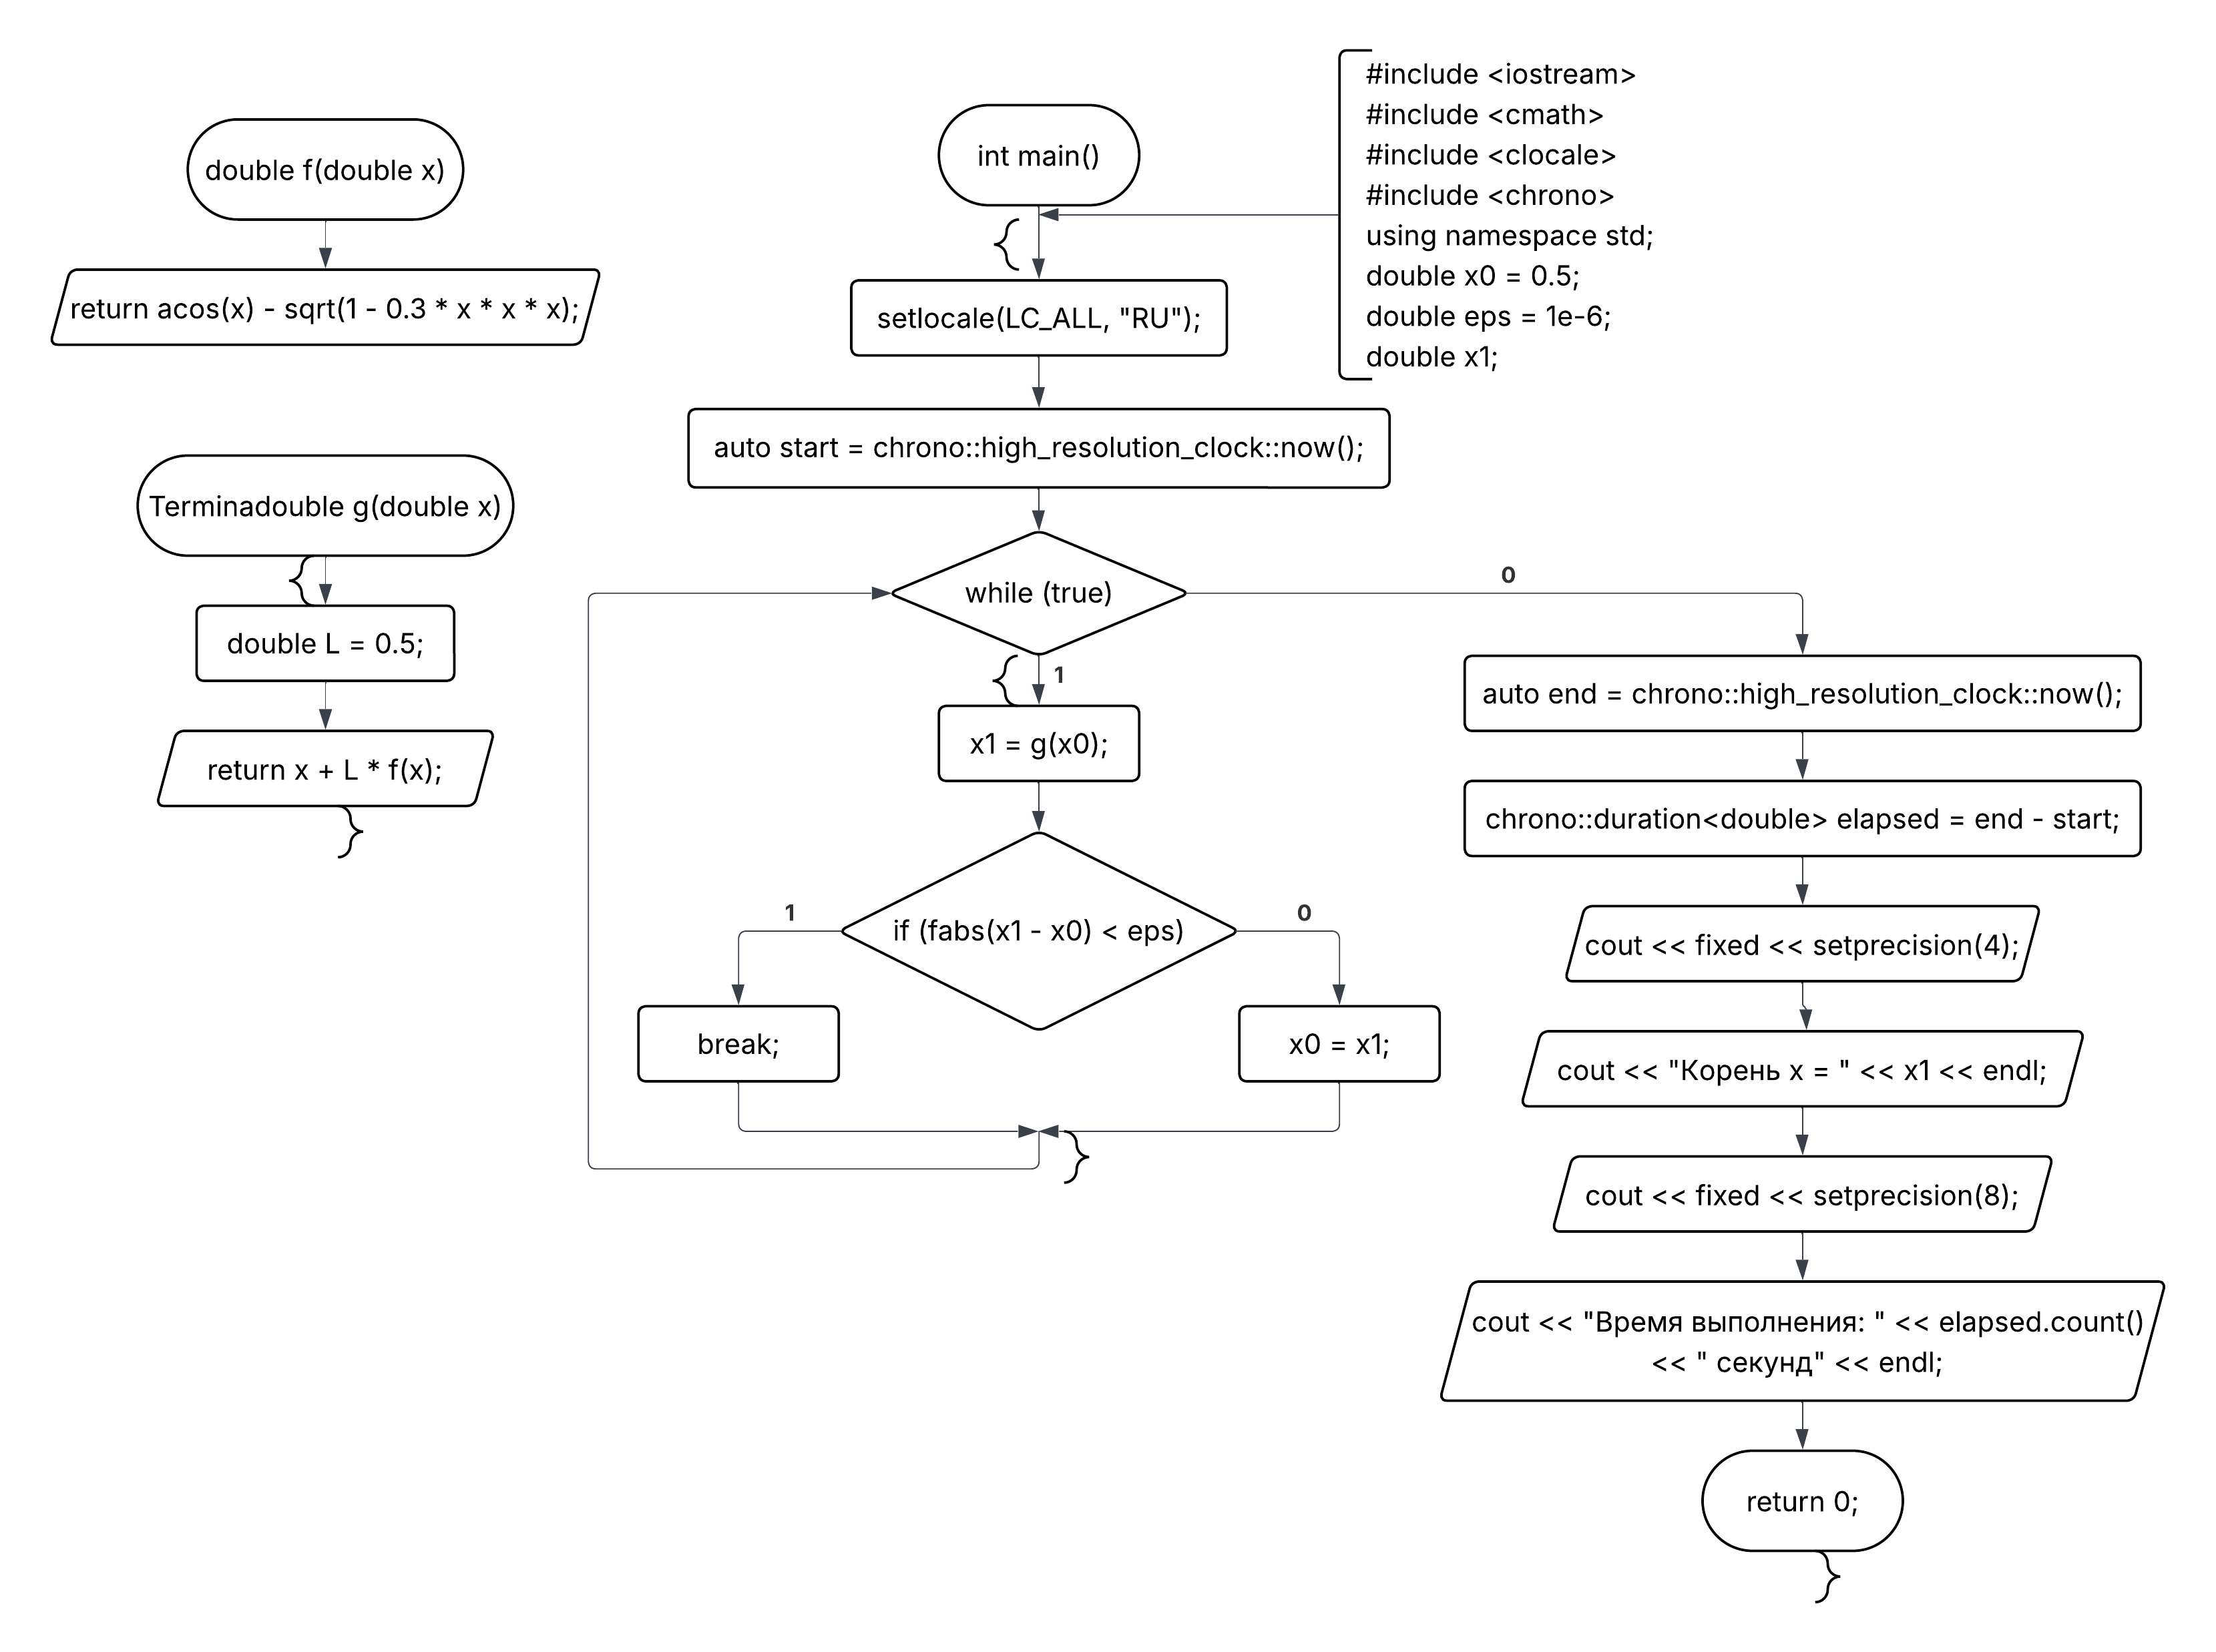 double f(double x)
return acos(x) - sqrt(1 - 0.3 * x * x * x);
Terminadouble g(double x)
double L = 0.5;
return x + L * f(x);
int main()
#include <iostream>
#include <cmath>
#include <clocale>
#include <chrono>
using namespace std;
double x0 = 0.5;
double eps = 1e-6;
double x1;
setlocale(LC_ALL, "RU");
auto start = chrono::high_resolution_clock::now();
while (true)
0
1
x1 = g(x0);
if (fabs(x1 - x0) < eps)
1
0
break;
x0 = x1;
auto end = chrono::high_resolution_clock::now();
chrono::duration<double> elapsed = end - start;
cout << fixed << setprecision(4);
cout << "Корень x = " << x1 << endl;
cout << fixed << setprecision(8);
cout << "Время выполнения: " << elapsed.count()
<< " секунд" << endl;
return 0;